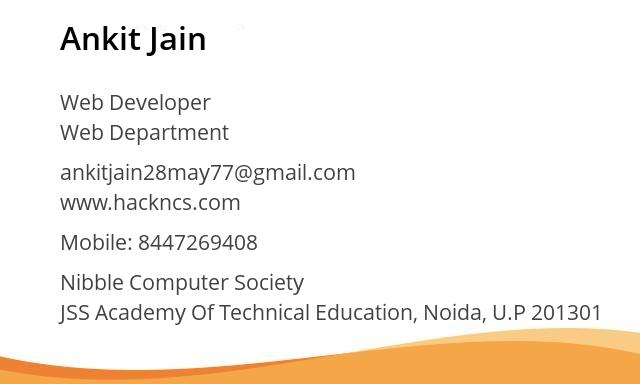 Ankit Jain
Web Developer
Web Department
ankitjain28may77@gmail.com
www.hackncs.com
Mobile: 8447269408
Nibble Computer Society
JSS Academy Of Technical Education, Noida, U.P 201301